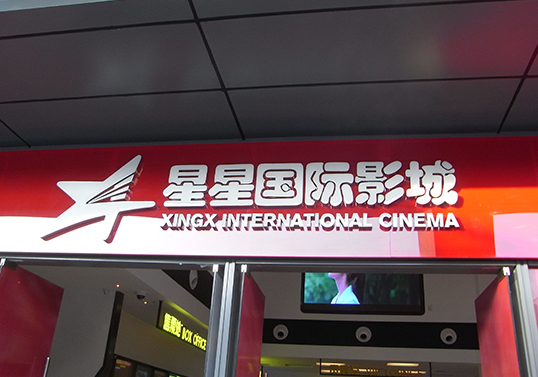 星星国际影城
XINGX INTERNATIONAL CINEMA
BOX OFFICE